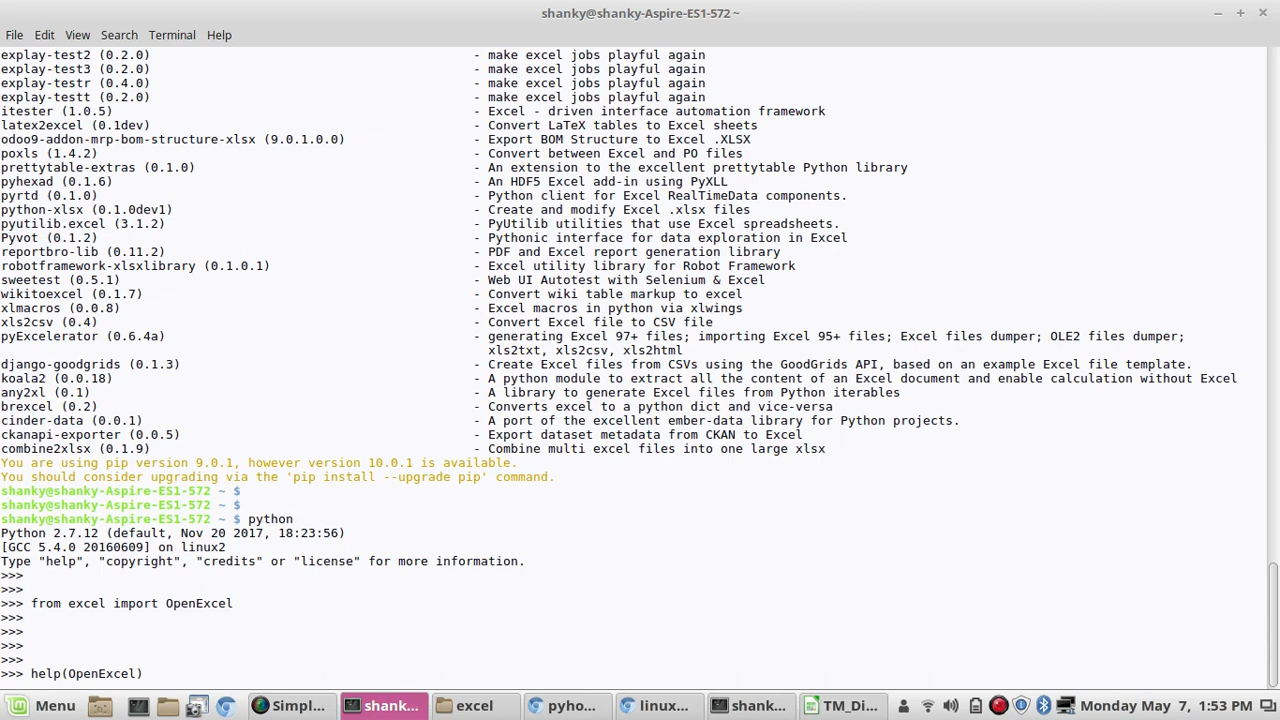 shanky@shanky-Aspire-ES1-572 ~
File Edit View Search Terminal Help
explay-test2 (0.2.0) - make excel jobs playful again
explay-test3 (0.2.0) - make excel jobs playful again
explay-testr (0.4.0) - make excel jobs playful again
explay-testt (0.2.0) - make excel jobs playful again
itester (1.0.5) - Excel - driven interface automation framework
latex2excel (0.1dev) - Convert LaTeX tables to Excel sheets
odoo9-addon-mrp-bom-structure-xlsx (9.0.1.0.0) - Export BOM Structure to Excel .XLSX
poxls (1.4.2) - Convert between Excel and PO files
prettytable-extras (0.1.0) - An extension to the excellent prettytable Python library
pyhexad (0.1.6) - An HDF5 Excel add-in using PyXLL
pyrtd (0.1.0) - Python client for Excel RealTimeData components.
python-xlsx (0.1.0dev1) - Create and modify Excel .xlsx files
pyutilib.excel (3.1.2) - PyUtilib utilities that use Excel spreadsheets.
Pyvot (0.1.2) - Pythonic interface for data exploration in Excel
reportbro-lib (0.11.2) - PDF and Excel report generation library
robotframework-xlsxlibrary (0.1.0.1) - Excel utility library for Robot Framework
sweetest (0.5.1) - Web UI Autotest with Selenium & Excel
wikitoexcel (0.1.7) - Convert wiki table markup to excel
xlmacros (0.0.8) - Excel macros in python via xlwings
xls2csv (0.4) - Convert Excel file to CSV file
pyExcelerator (0.6.4a) - generating Excel 97+ files; importing Excel 95+ files; Excel files dumper; OLE2 files dumper;
xls2txt, xls2csv, xls2html
django-goodgrids (0.1.3) - Create Excel files from CSVs using the GoodGrids API, based on an example Excel file template.
koala2 (0.0.18) - A python module to extract all the content of an Excel document and enable calculation without Excel
any2xl (0.1) - A library to generate Excel files from Python iterables
brexcel (0.2) - Converts excel to a python dict and vice-versa
cinder-data (0.0.1) - A port of the excellent ember-data library for Python projects.
ckanapi-exporter (0.0.5) - Export dataset metadata from CKAN to Excel
combine2xlsx (0.1.9) - Combine multi excel files into one large xlsx
You are using pip version 9.0.1, however version 10.0.1 is available.
You should consider upgrading via the 'pip install --upgrade pip' command.
shanky@shanky-Aspire-ES1-572 ~ $
shanky@shanky-Aspire-ES1-572 ~ $
shanky@shanky-Aspire-ES1-572 ~ $ python
Python 2.7.12 (default, Nov 20 2017, 18:23:56)
[GCC 5.4.0 20160609] on linux2
Type "help", "copyright", "credits" or "license" for more information.
>>>
>>>
>>> from excel import OpenExcel
>>>
>>>
>>>
>>>
>>> help(OpenExcel)
Menu Simpl... shank... excel pyho... linux... shank... TM_Di... Monday May 7, 1:53 PM